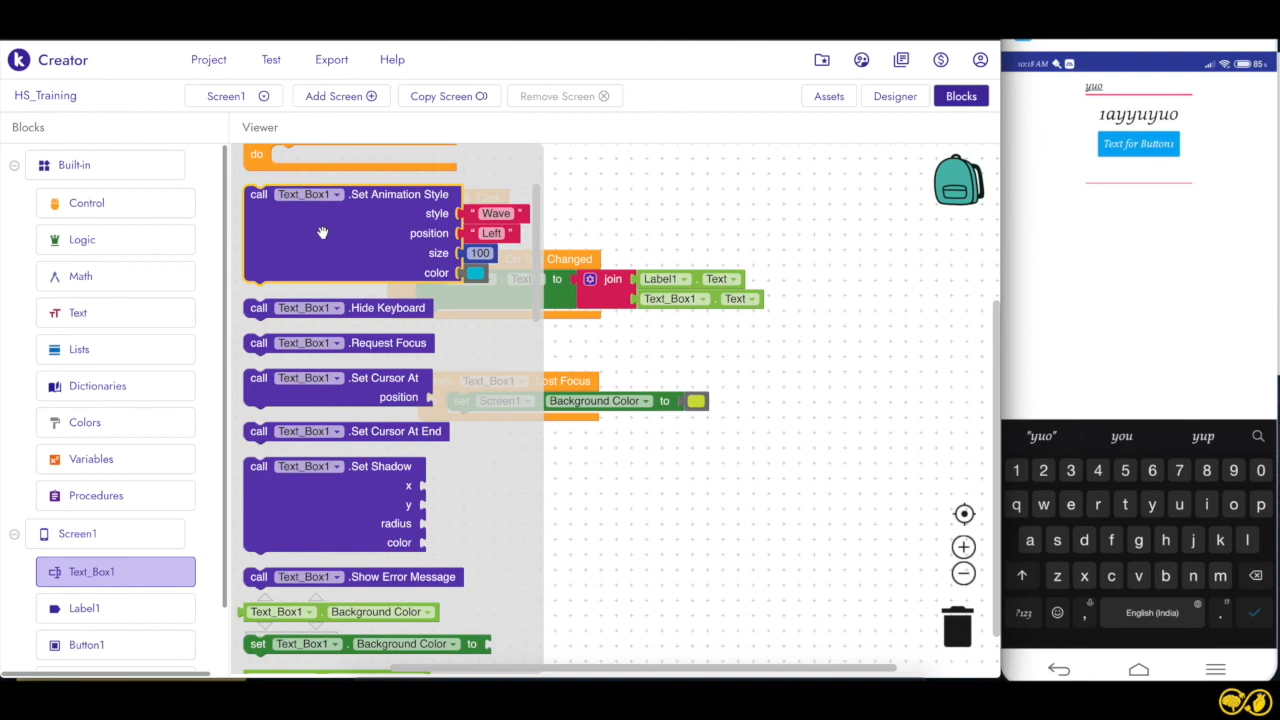 Creator
Project
Test
Export
Help
HS_Training
Screen1
Add Screen
Copy Screen
Remove Screen
Assets
Designer
Blocks
Blocks
Viewer
Built-in
Control
Logic
Math
Text
Lists
Dictionaries
Colors
Variables
Procedures
Screen1
Text_Box1
Label1
Button1
do
call Text_Box1 .Set Animation Style
style " Wave "
position " Left "
size 100
color
call Text_Box1 .Hide Keyboard
call Text_Box1 .Request Focus
call Text_Box1 .Set Cursor At
position
call Text_Box1 .Set Cursor At End
call Text_Box1 .Set Shadow
x
y
radius
color
call Text_Box1 .Show Error Message
Text_Box1 . Background Color
set Text_Box1 . Background Color to
Changed
. Text to join Label1 . Text
Text_Box1 . Text
Text_Box1 Lost Focus
set Screen1 . Background Color to
10:18 AM
85%
yuo
1ayyuyuo
Text for Button1
"yuo" you yup
1 2 3 4 5 6 7 8 9 0
q w e r t y u i o p
a s d f g h j k l
z x c v b n m
?123 , English (India) .